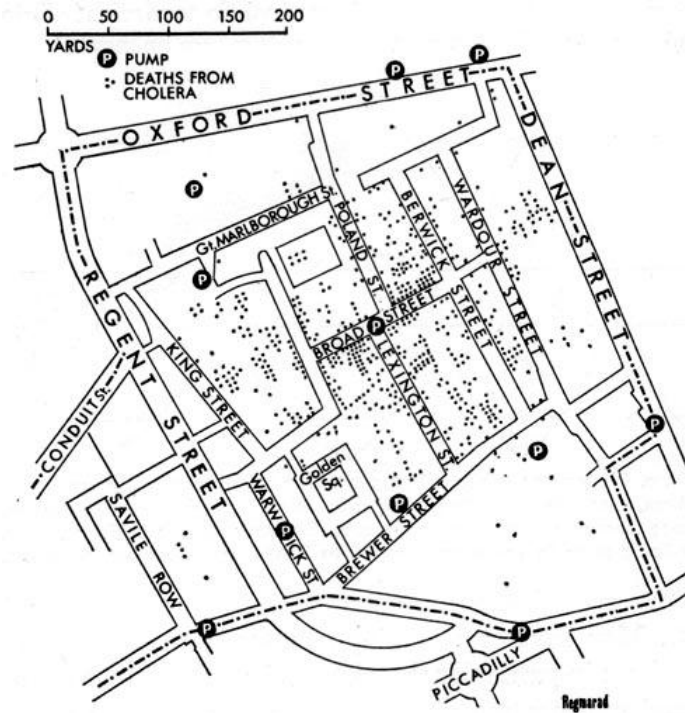 0 50 100 150 200
YARDS
P PUMP
DEATHS FROM
CHOLERA
P
P
OXFORD STREET
DEAN STREET
P
Gt. MARLBOROUGH St.
POLAND ST.
BERWICK STREET
WARDOUR STREET
P
REGENT STREET
KING STREET
BROAD STREET
P
LEXINGTON ST.
CONDUIT St.
SAVILE ROW
Golden
Sq.
WARWICK ST.
P
P
P
P
BREWER STREET
P
P
PICCADILLY
Regmarad